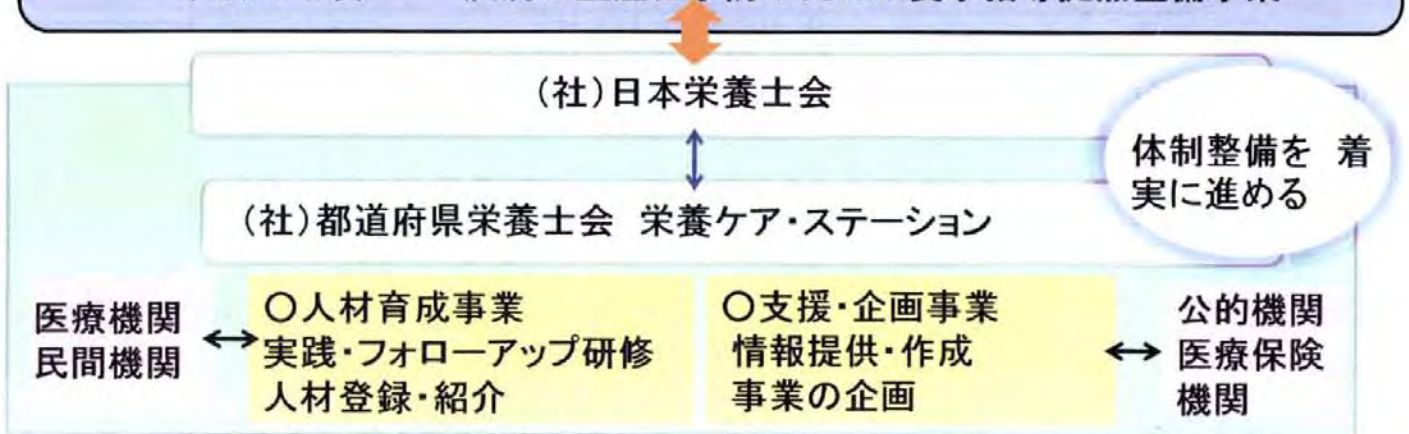 (社)日本栄養士会
体制整備を 着
実に進める
(社)都道府県栄養士会 栄養ケア・ステーション
医療機関
民間機関
〇人材育成事業
実践・フォローアップ研修
人材登録・紹介
〇支援・企画事業
情報提供・作成
事業の企画
公的機関
医療保険
機関